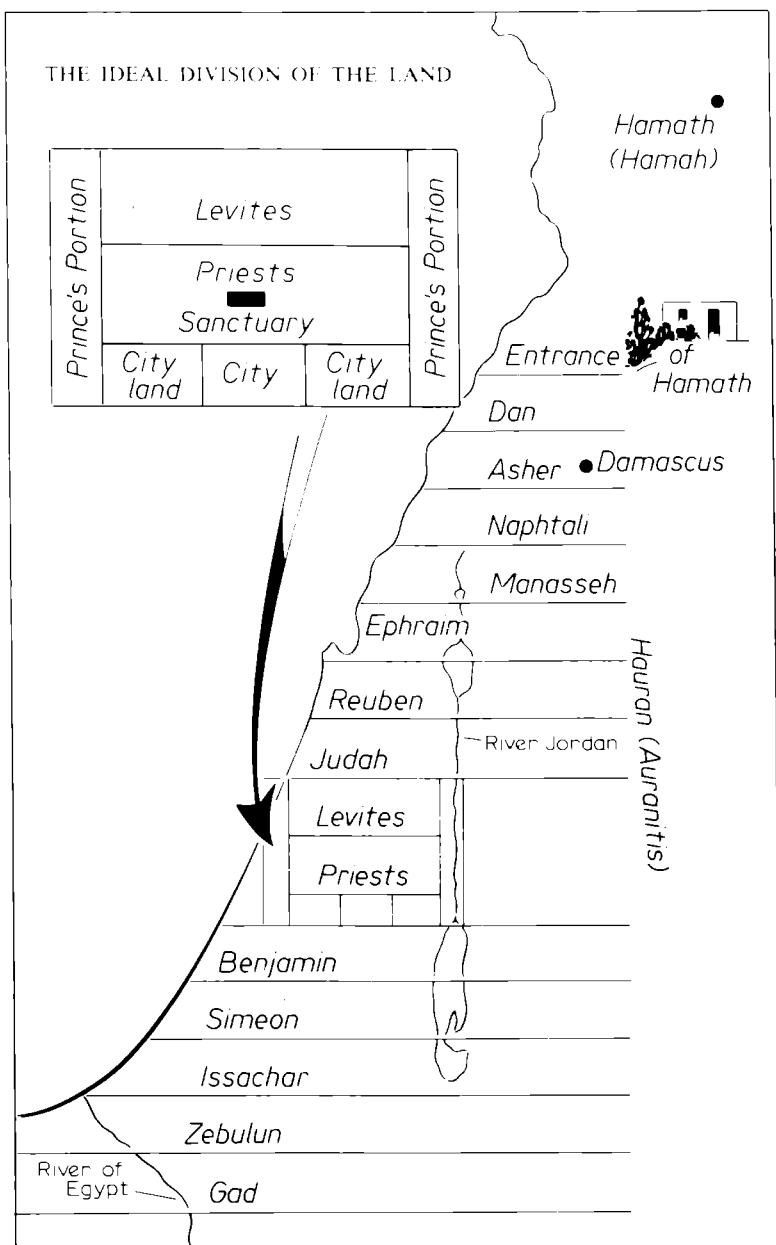 THE IDEAL DIVISION OF THE LAND
Hamath
(Hamah)
Prince's Portion
Levites
Priests
Sanctuary
City
land
City
City
land
Prince's Portion
Entrance of
Hamath
Dan
Asher
Damascus
Naphtali
Manasseh
Ephraim
Hauran (Auranitis)
Reuben
River Jordan
Judah
Levites
Priests
Benjamin
Simeon
Issachar
Zebulun
River of
Egypt
Gad